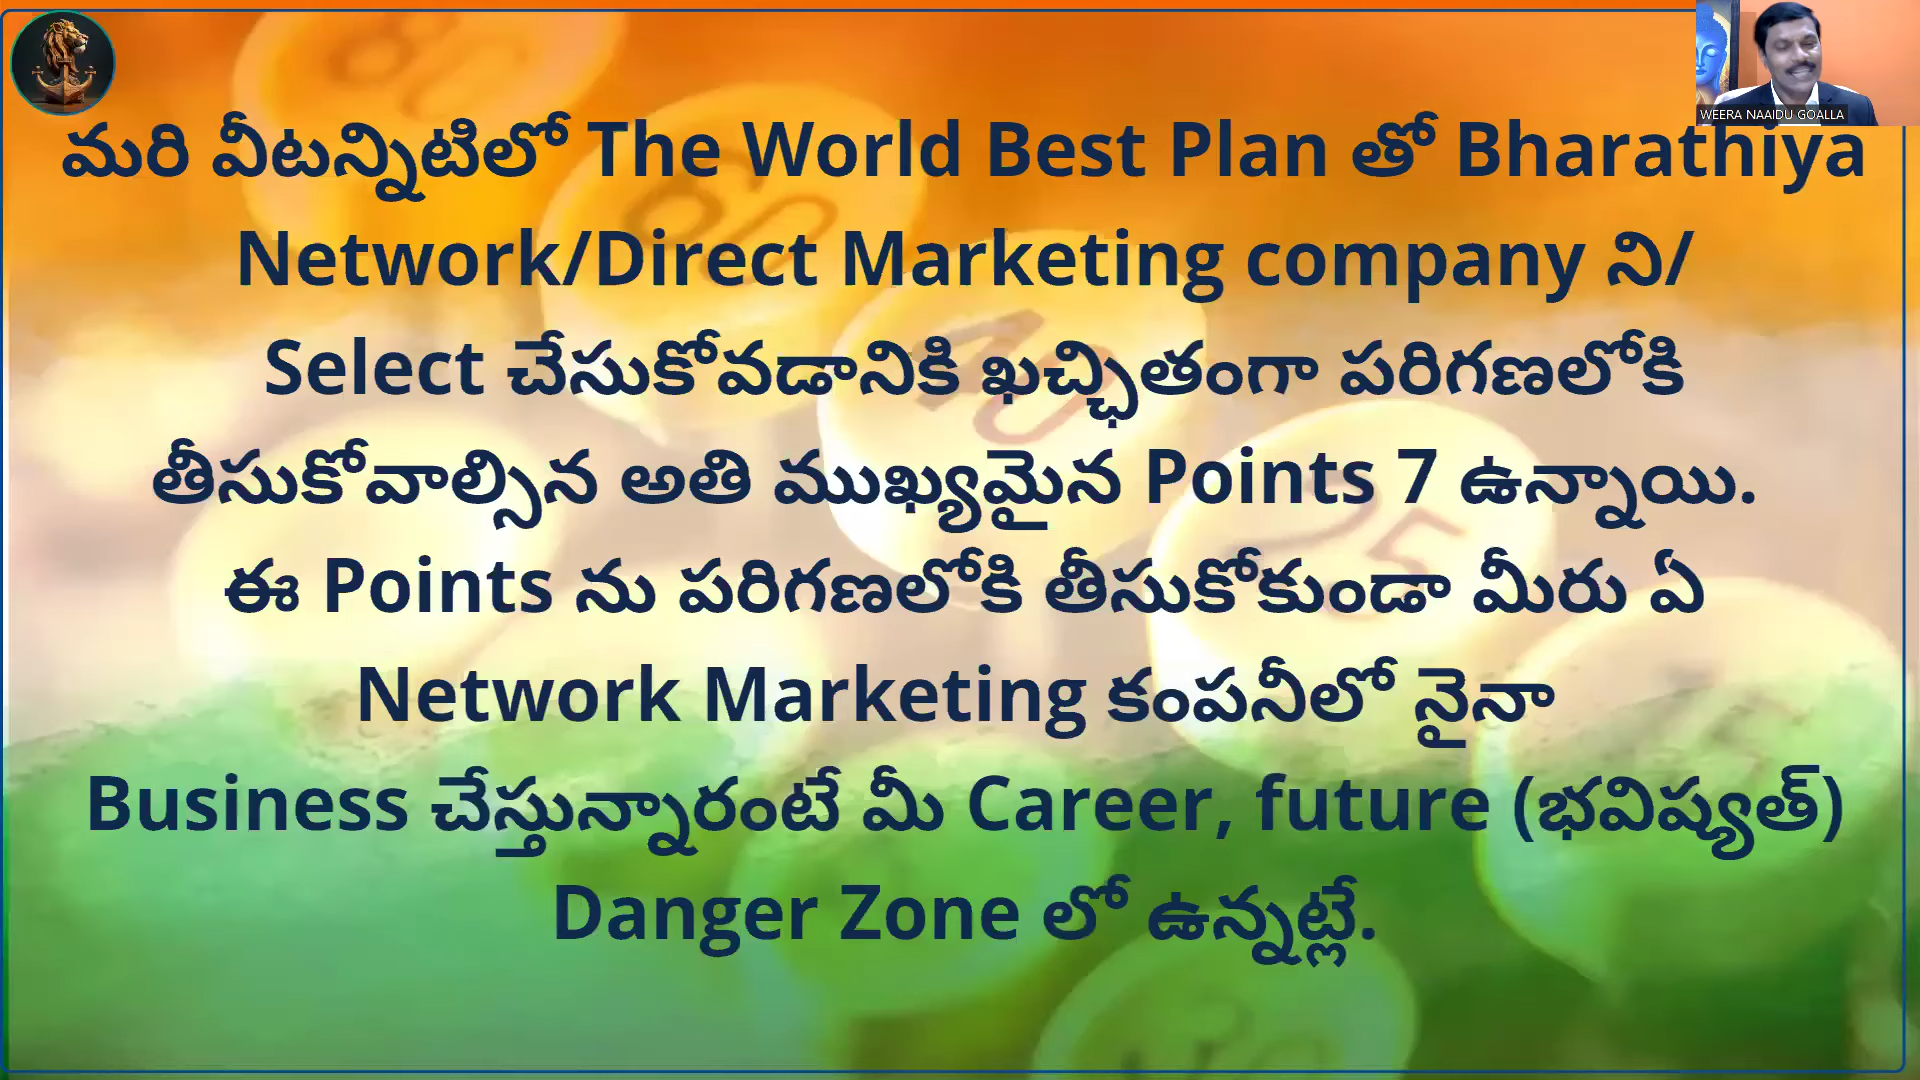 WEERA NAAIDU GOALLA
మరి వీటన్నిటిలో The World Best Plan తో Bharathiya
Network/Direct Marketing company ని/
Select చేసుకోవడానికి ఖచ్చితంగా పరిగణలోకి
తీసుకోవాల్సిన అతి ముఖ్యమైన Points 7 ఉన్నాయి.
ఈ Points ను పరిగణలోకి తీసుకోకుండా మీరు ఏ
Network Marketing కంపనీలో నైనా
Business చేస్తున్నారంటే మీ Career, future (భవిష్యత్)
Danger Zone లో ఉన్నట్లే.